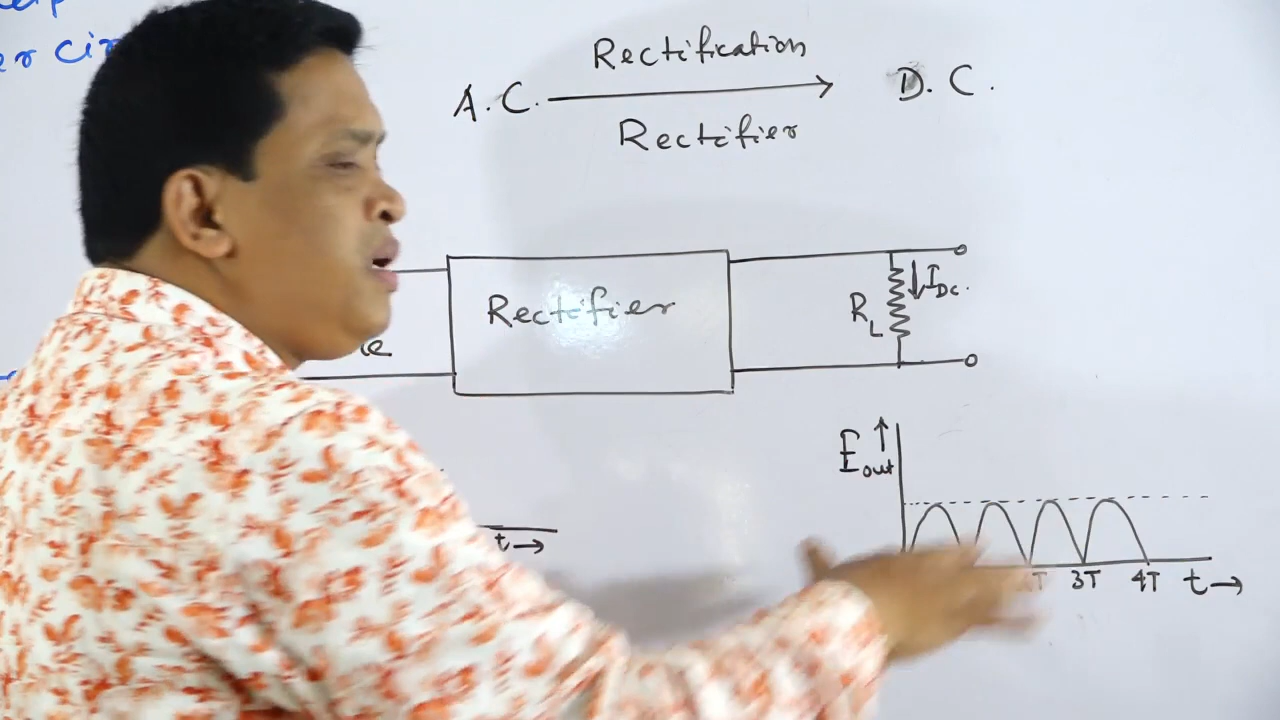 Rectification
A.C. → D.C.
Rectifier
Rectifier
I_DC.
R_L
E_out ↑
t →
3T 4T t →